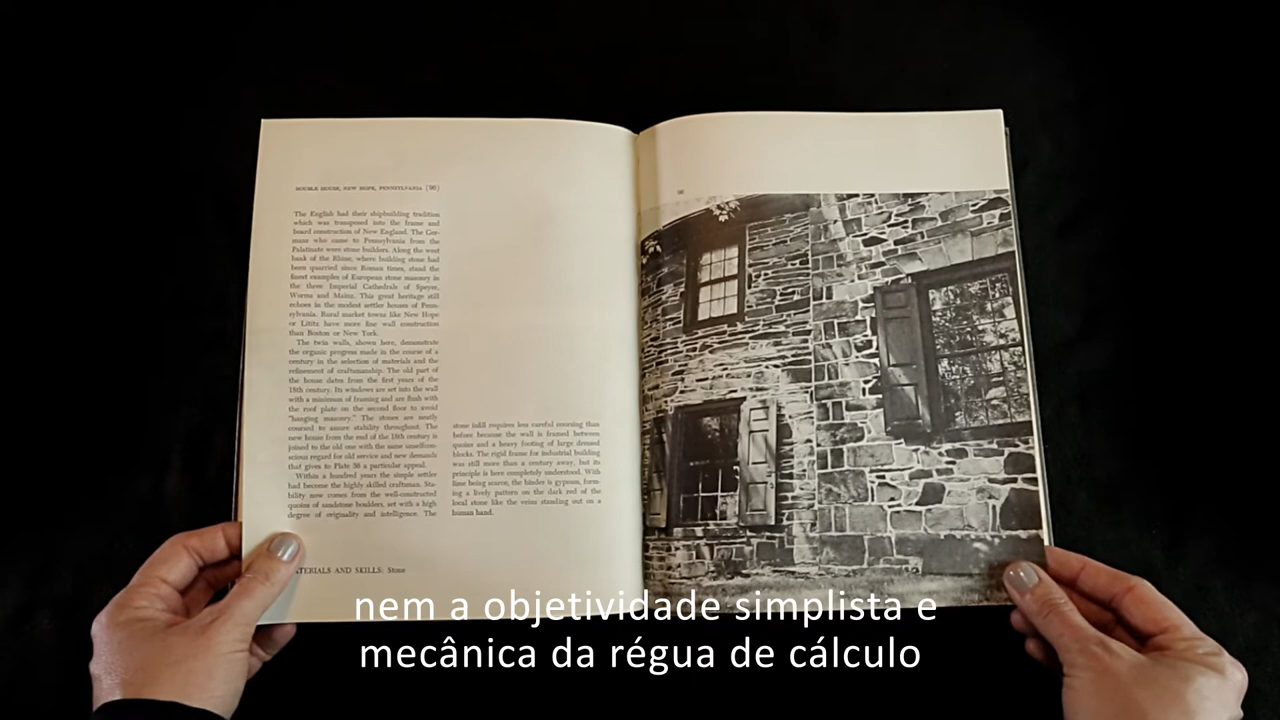 DOUBLE HOUSE, NEW HOPE, PENNSYLVANIA (96)
The English had their shipbuilding tradition
which was transposed into the frame and
board construction of New England. The Ger-
mans who came to Pennsylvania from the
Palatinate were stone builders. Along the west
bank of the Rhine, where building stone had
been quarried since Roman times, stand the
finest examples of European stone masonry in
the three Imperial Cathedrals of Speyer,
Worms and Mainz. This great heritage still
echoes in the modest settler houses of Penn-
sylvania. Rural market towns like New Hope
or Lititz have more fine wall construction
than Boston or New York.
The twin walls, shown here, demonstrate
the organic progress made in the course of a
century in the selection of materials and the
refinement of craftsmanship. The old part of
the house dates from the first years of the
18th century. Its windows are set into the wall
with a minimum of framing and are flush with
the roof plate on the second floor to avoid
"hanging masonry." The stones are neatly
coursed to assure stability throughout. The
new house from the end of the 18th century is
joined to the old one with the same unselfcon-
scious regard for old service and new demands
that gives to Plate 36 a particular appeal.
Within a hundred years the simple settler
had become the highly skilled craftsman. Sta-
bility now comes from the well-constructed
quoins of sandstone boulders, set with a high
degree of originality and intelligence. The
stone infill requires less careful coursing than
before because the wall is framed between
quoins and a heavy footing of large dressed
blocks. The rigid frame for industrial building
was still more than a century away, but its
principle is here completely understood. With
lime being scarce, the binder is gypsum, form-
ing a lively pattern on the dark red of the
local stone like the veins standing out on a
human hand.
ATERIALS AND SKILLS: Stone
96
nem a objetividade simplista e
mecânica da régua de cálculo